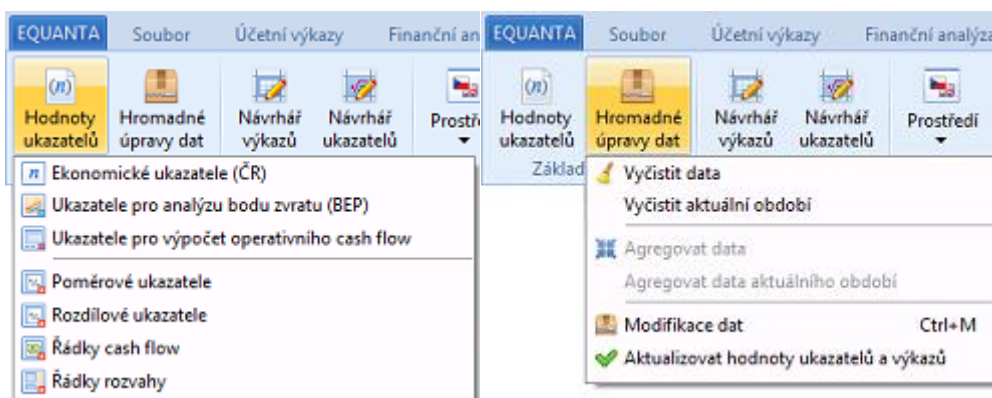 EQUANTA Soubor Účetní výkazy Finanční an
Hodnoty ukazatelů
Hromadné úpravy dat
Návrhář výkazů
Návrhář ukazatelů
Ekonomické ukazatele (ČR)
Ukazatele pro analýzu bodu zvratu (BEP)
Ukazatele pro výpočet operativního cash flow
Poměrové ukazatele
Rozdílové ukazatele
Řádky cash flow
Řádky rozvahy
EQUANTA Soubor Účetní výkazy Finanční analýza
Hodnoty ukazatelů
Hromadné úpravy dat
Návrhář výkazů
Návrhář ukazatelů
Prostředí
Základ
Vyčistit data
Vyčistit aktuální období
Agregovat data
Agregovat data aktuálního období
Modifikace dat Ctrl+M
Aktualizovat hodnoty ukazatelů a výkazů